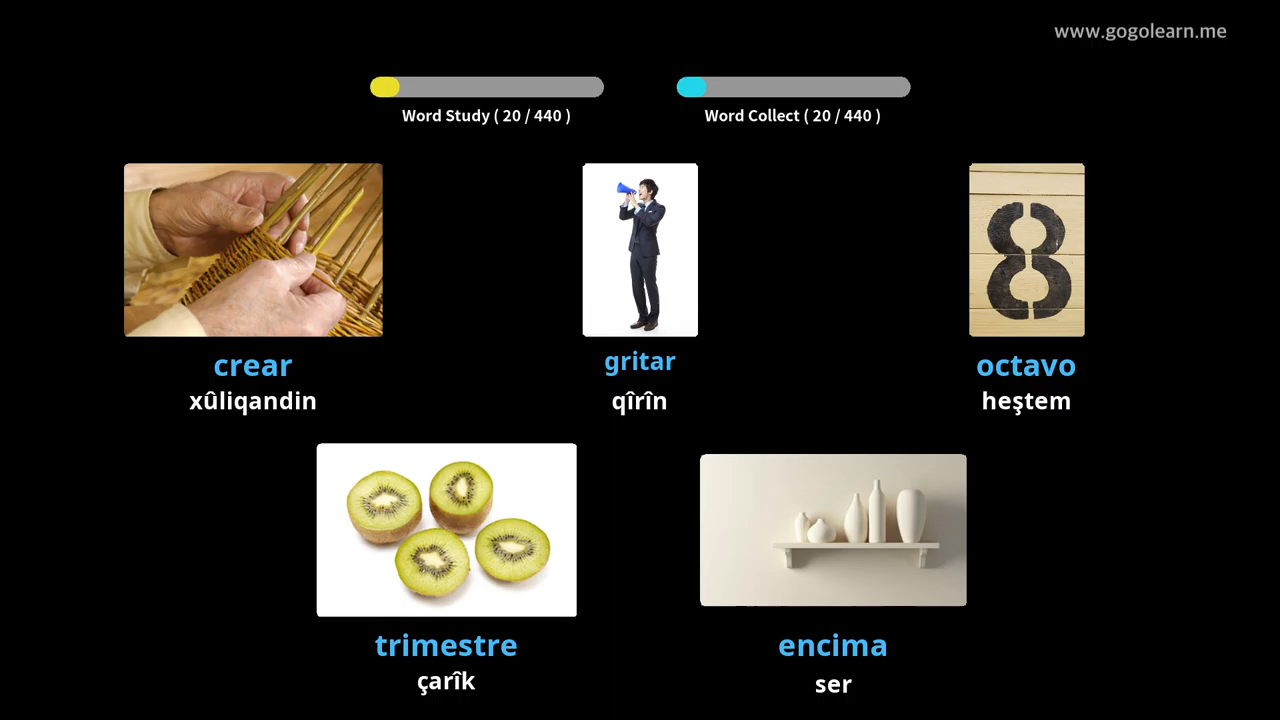 www.gogolearn.me
Word Study ( 20 / 440 )
Word Collect ( 20 / 440 )
8
crear
xûliqandin
gritar
qîrîn
octavo
heştem
trimestre
çarîk
encima
ser